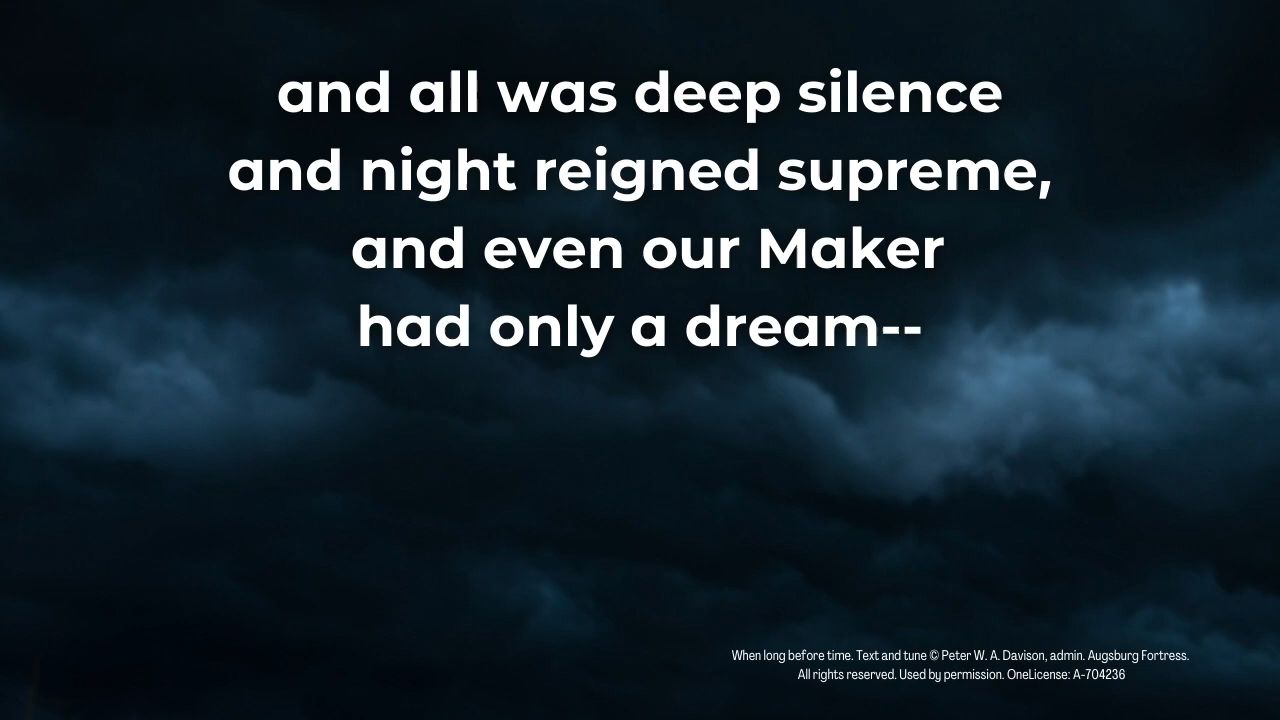 and all was deep silence
and night reigned supreme,
and even our Maker
had only a dream--
When long before time. Text and tune © Peter W. A. Davison, admin. Augsburg Fortress.
All rights reserved. Used by permission. OneLicense: A-704236